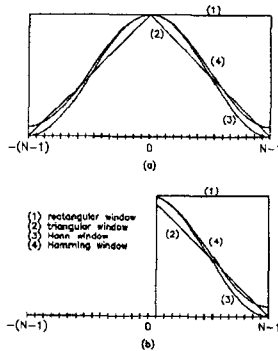 (1)
(2)
(4)
(3)
-(N-1) 0 N-1
(a)
(1)
(1) rectangular window
(2) triangular window
(3) Hann window
(4) Hamming window
(2)
(4)
(3)
-(N-1) 0 N-1
(b)